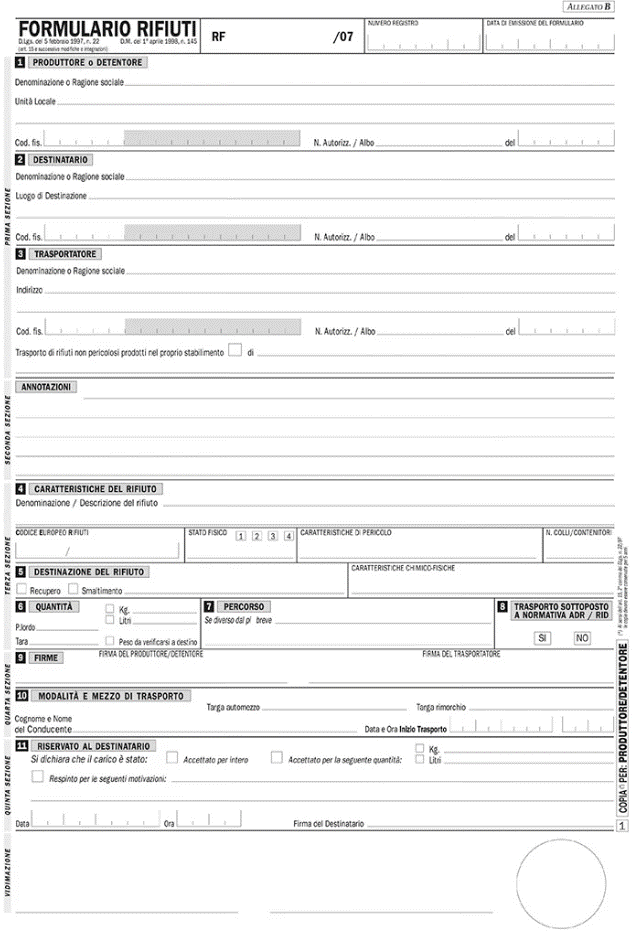 ALLEGATO B
FORMULARIO RIFIUTI
D.Lgs. del 5 febbraio 1997, n. 22 D.M. del 1° aprile 1998, n. 145
(art. 15 e successive modifiche e integrazioni)
RF /07
NUMERO REGISTRO
DATA DI EMISSIONE DEL FORMULARIO
1 PRODUTTORE o DETENTORE
Denominazione o Ragione sociale
Unità Locale
Cod. fis. N. Autorizz. / Albo del
2 DESTINATARIO
Denominazione o Ragione sociale
Luogo di Destinazione
Cod. fis. N. Autorizz. / Albo del
PRIMA SEZIONE
3 TRASPORTATORE
Denominazione o Ragione sociale
Indirizzo
Cod. fis. N. Autorizz. / Albo del
Trasporto di rifiuti non pericolosi prodotti nel proprio stabilimento di
ANNOTAZIONI
SECONDA SEZIONE
4 CARATTERISTICHE DEL RIFIUTO
Denominazione / Descrizione del rifiuto
CODICE EUROPEO RIFIUTI STATO FISICO 1 2 3 4 CARATTERISTICHE DI PERICOLO N. COLLI/CONTENITORI
/
TERZA SEZIONE
5 DESTINAZIONE DEL RIFIUTO CARATTERISTICHE CHIMICO-FISICHE
Recupero Smaltimento
6 QUANTITÀ Kg. 7 PERCORSO 8 TRASPORTO SOTTOPOSTO
Litri Se diverso dal pi breve A NORMATIVA ADR / RID
P.lordo
Tara Peso da verificarsi a destino SI NO
9 FIRME FIRMA DEL PRODUTTORE/DETENTORE FIRMA DEL TRASPORTATORE
QUARTA SEZIONE
10 MODALITÀ E MEZZO DI TRASPORTO Targa automezzo Targa rimorchio
Cognome e Nome
del Conducente Data e Ora Inizio Trasporto
11 RISERVATO AL DESTINATARIO
Si dichiara che il carico è stato: Accettato per intero Accettato per la seguente quantità: Kg.
Litri
Respinto per le seguenti motivazioni:
QUINTA SEZIONE
Data Ora Firma del Destinatario
VIDIMAZIONE
COPIA (*) PER: PRODUTTORE/DETENTORE
1